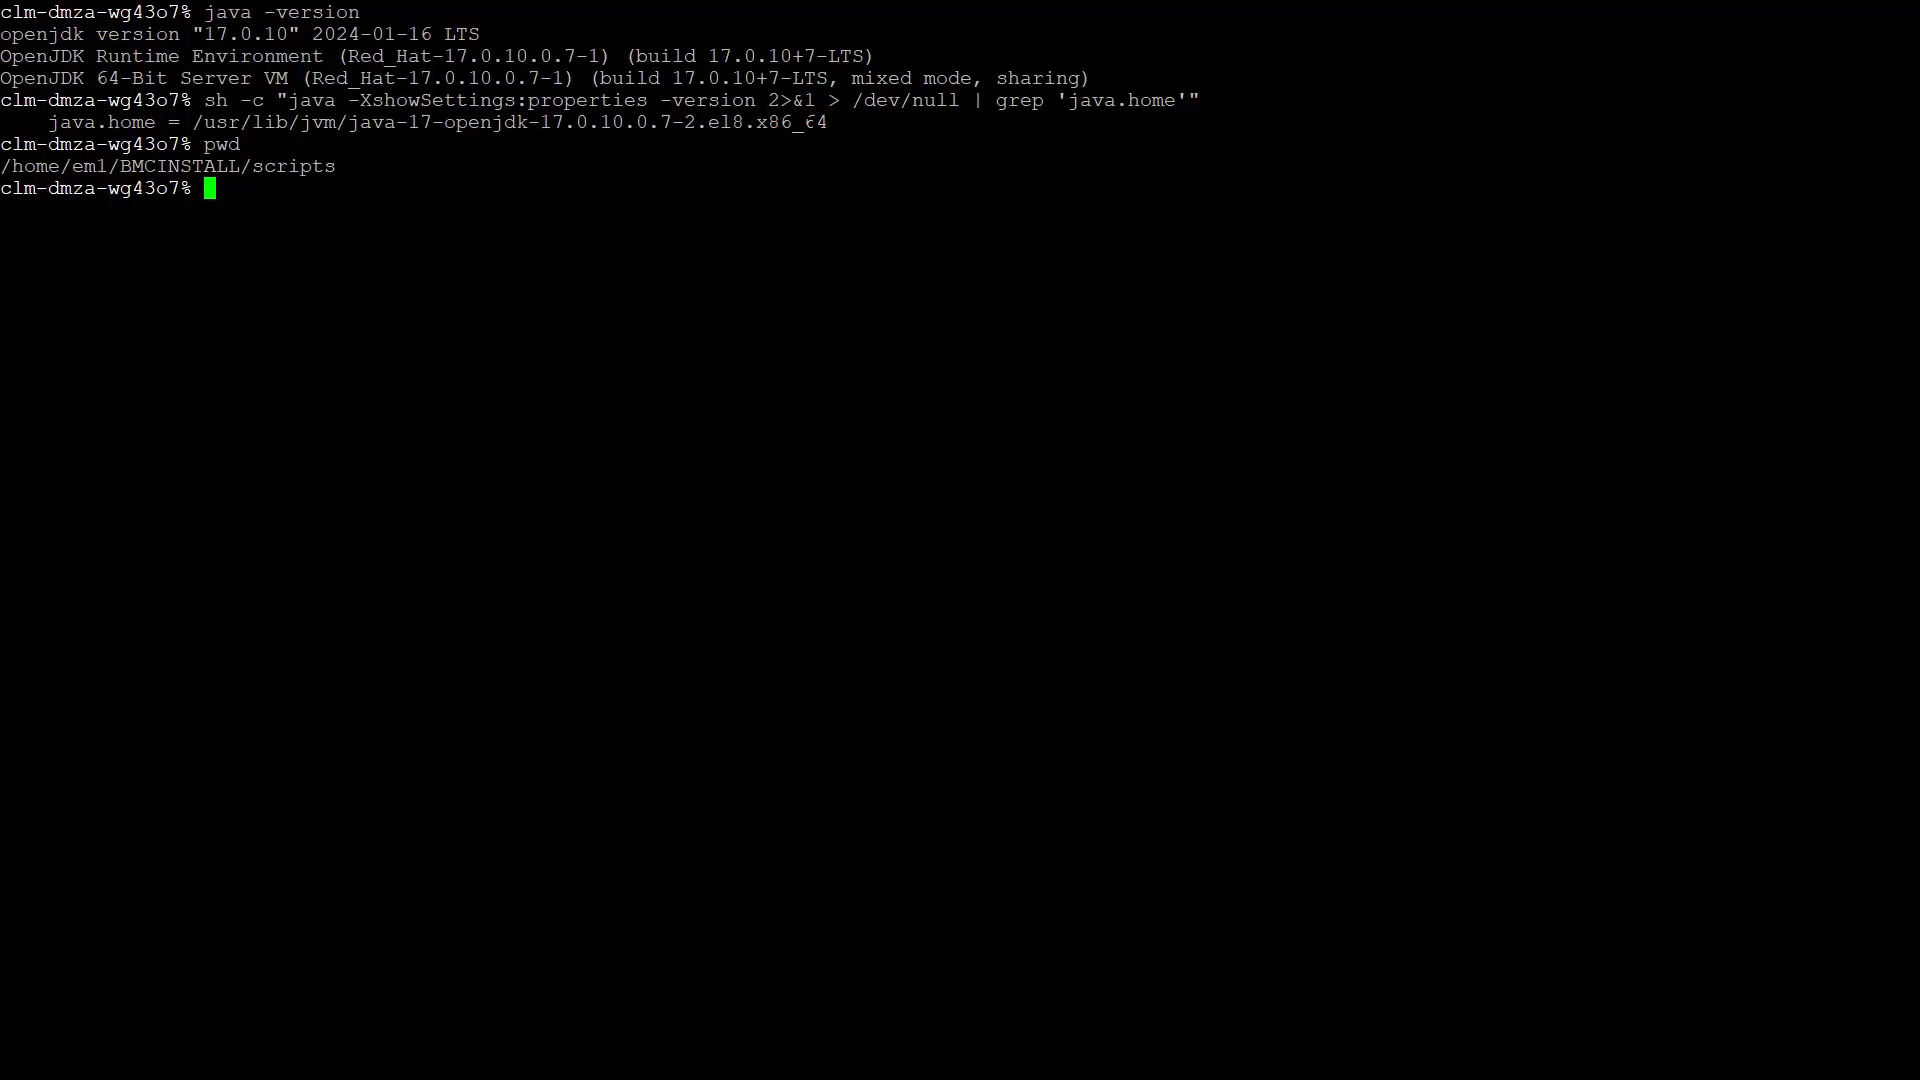 clm-dmza-wg43o7% java -version
openjdk version "17.0.10" 2024-01-16 LTS
OpenJDK Runtime Environment (Red_Hat-17.0.10.0.7-1) (build 17.0.10+7-LTS)
OpenJDK 64-Bit Server VM (Red_Hat-17.0.10.0.7-1) (build 17.0.10+7-LTS, mixed mode, sharing)
clm-dmza-wg43o7% sh -c "java -XshowSettings:properties -version 2>&1 > /dev/null | grep 'java.home'"
    java.home = /usr/lib/jvm/java-17-openjdk-17.0.10.0.7-2.el8.x86_64
clm-dmza-wg43o7% pwd
/home/em1/BMCINSTALL/scripts
clm-dmza-wg43o7%